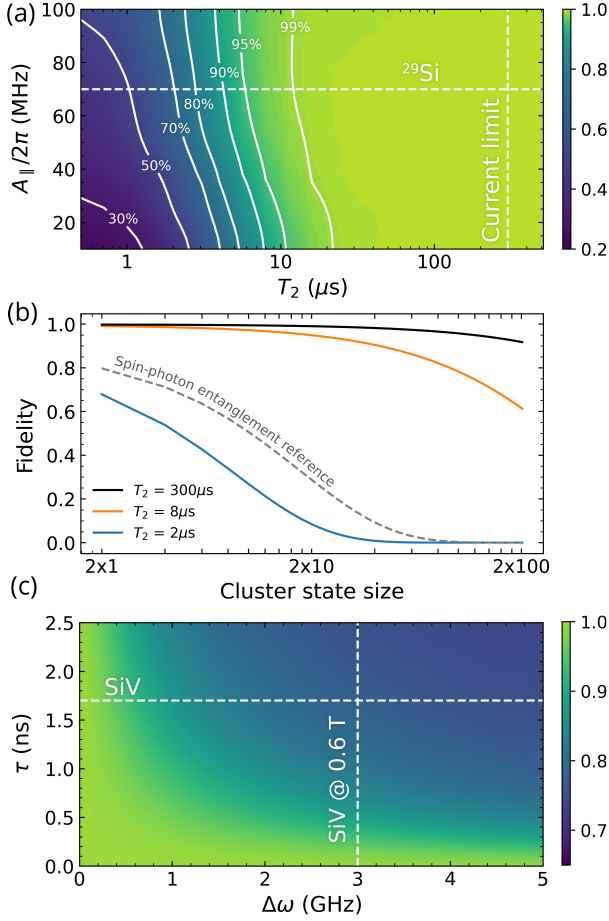 (a)
100
80
60
40
20
A∥/2π (MHz)
30%
50%
70%
80%
90%
95%
99%
²⁹Si
Current limit
1
10
100
T₂ (μs)
1.0
0.8
0.6
0.4
0.2
(b)
1.0
0.8
0.6
0.4
0.2
0.0
Fidelity
Spin-photon entanglement reference
T₂ = 300μs
T₂ = 8μs
T₂ = 2μs
2x1
2x10
2x100
Cluster state size
(c)
2.5
2.0
1.5
1.0
0.5
0.0
τ (ns)
SiV
SiV @ 0.6 T
0
1
2
3
4
5
Δω (GHz)
1.0
0.9
0.8
0.7